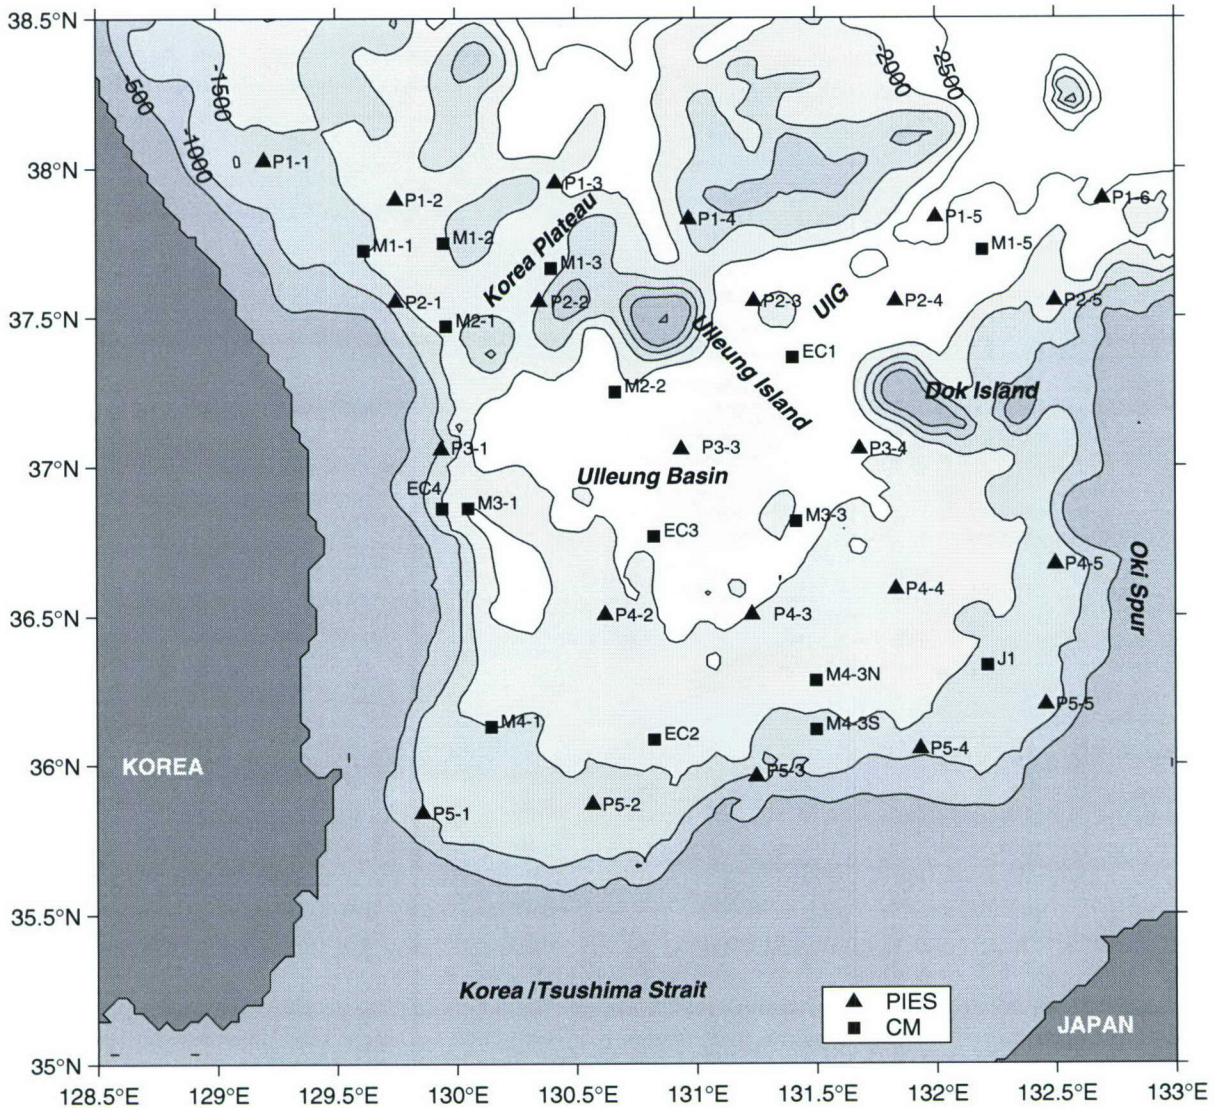 38.5°N
-500
-1500
-1000
-2000
-2500
38°N
P1-1
P1-2
P1-3
P1-4
P1-5
P1-6
M1-1
M1-2
M1-3
M1-5
Korea Plateau
37.5°N
P2-1
P2-2
P2-3
P2-4
P2-5
UIG
M2-1
EC1
Ulleung Island
M2-2
Dok Island
37°N
P3-1
P3-3
P3-4
Ulleung Basin
EC4
M3-1
M3-3
EC3
Oki Spur
P4-5
P4-4
36.5°N
P4-2
P4-3
J1
M4-3N
P5-5
M4-1
M4-3S
EC2
P5-4
36°N
KOREA
P5-3
P5-2
P5-1
35.5°N
Korea / Tsushima Strait
PIES
CM
JAPAN
35°N
128.5°E 129°E 129.5°E 130°E 130.5°E 131°E 131.5°E 132°E 132.5°E 133°E